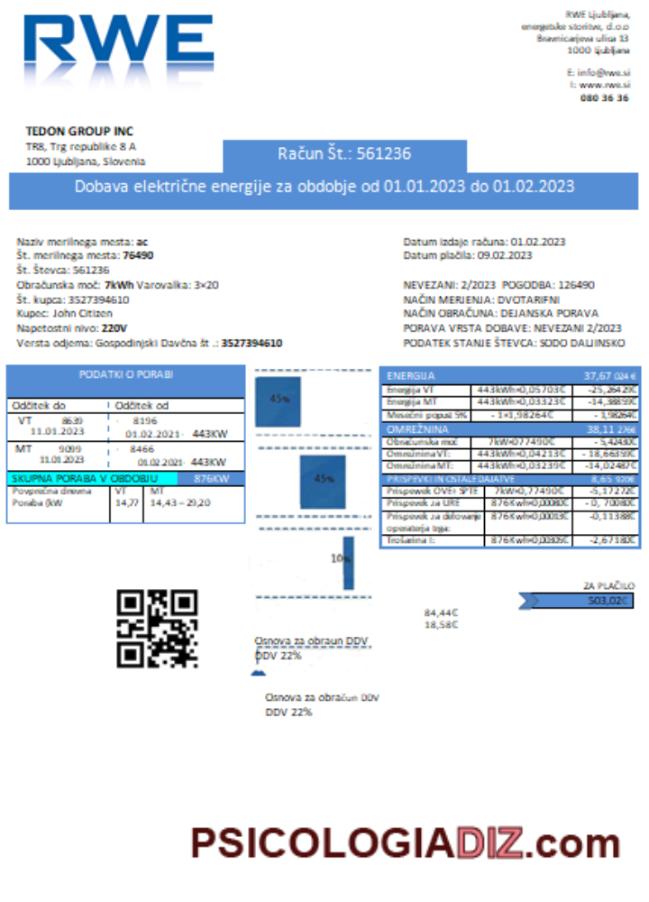 RWE
RWE Ljubljana,
energetske storitve, d.o.o
Bravnicarjeva ulica 13
1000 Ljubljana
E: info@rwe.si
I: www.rwe.si
080 36 36
TEDON GROUP INC
TR8, Trg republike 8 A
1000 Ljubljana, Slovenia
Račun Št.: 561236
Dobava električne energije za obdobje od 01.01.2023 do 01.02.2023
Naziv merilnega mesta: ac
Št. merilnega mesta: 76490
Št. Števca: 561236
Obračunska moč: 7kWh Varovalka: 3×20
Št. kupca: 3527394610
Kupec: John Citizen
Napetostni nivo: 220V
Versta odjema: Gospodinjski Davčna št .: 3527394610
Datum izdaje računa: 01.02.2023
Datum plačila: 09.02.2023
NEVEZANI: 2/2023 POGODBA: 126490
NAČIN MERJENJA: DVOTARIFNI
NAČIN OBRAČUNA: DEJANSKA PORAVA
PORAVA VRSTA DOBAVE: NEVEZANI 2/2023
PODATEK STANJE ŠTEVCA: SODO DALJINSKO
PODATKI O PORABI
Odčitek do Odčitek od
VT 8639 8196
11.01.2023 01.02.2021 443KW
MT 9099 8466
11.01.2023 01.02.2021 443KW
SKUPNA PORABA V OBDOBJU 876KW
Povprečna dnevna VT MT
Poraba (kW 14,77 14,43 – 29,20
45%
45%
10%
ENERGIJA 37,67 024 €
Energija VT 443kWh×0,05703€ -25,26429€
Energija MT 443kWh×0,03323€ -14,38859€
Mesečni popust 5% - 1×1,98264€ - 1,98264€
OMREŽNINA 38,11 276€
Obračunska moč 7kW×077490€ - 5,42430€
Omrežnina VT: 443kWh×0,04213€ - 18,66359€
Omrežnina MT: 443kWh×0,03239€ -14,02487€
PRISPEVKI IN OSTALE DAJATVE 8,65 920€
Prispewek OVE+ SPTE 7kW×0,77490€ -5,17272€
Prispevek za URE 876Kwh×0,00080€ - 0, 70080€
Prispevek za delovanje 876Kwh×0,00013€ -0,11388€
operaterja trga:
Trošarina I: 876Kwh×0,00305€ -2,67180€
ZA PLAČILO
503,02€
84,44€
18,58€
Osnova za obraun DDV
DDV 22%
Osnova za obračun DDV
DDV 22%
PSICOLOGIADIZ.com